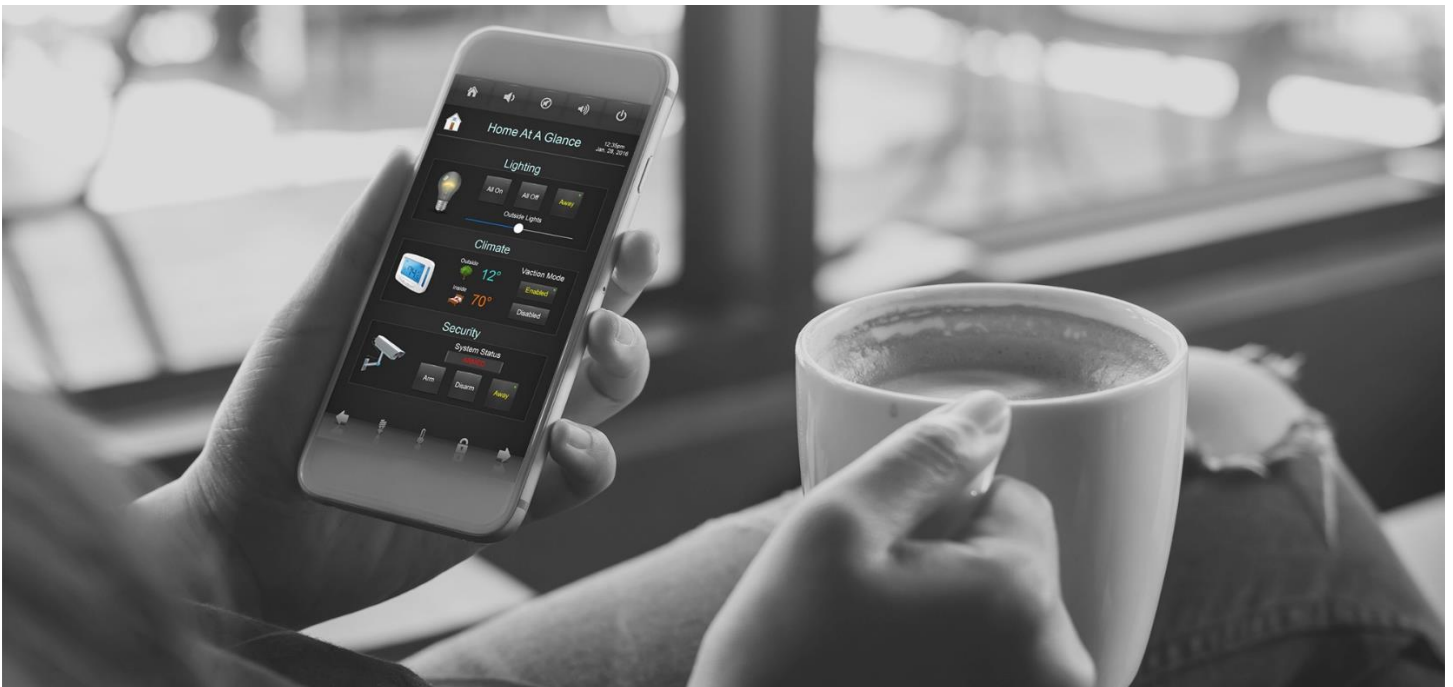 Home At A Glance
12:35pm
Jan. 28, 2016
Lighting
All On
All Off
Away
Outside Lights
Climate
Outside
12°
Vaction Mode
Enabled
Inside
70°
Disabled
Security
System Status
Arm
Disarm
Away